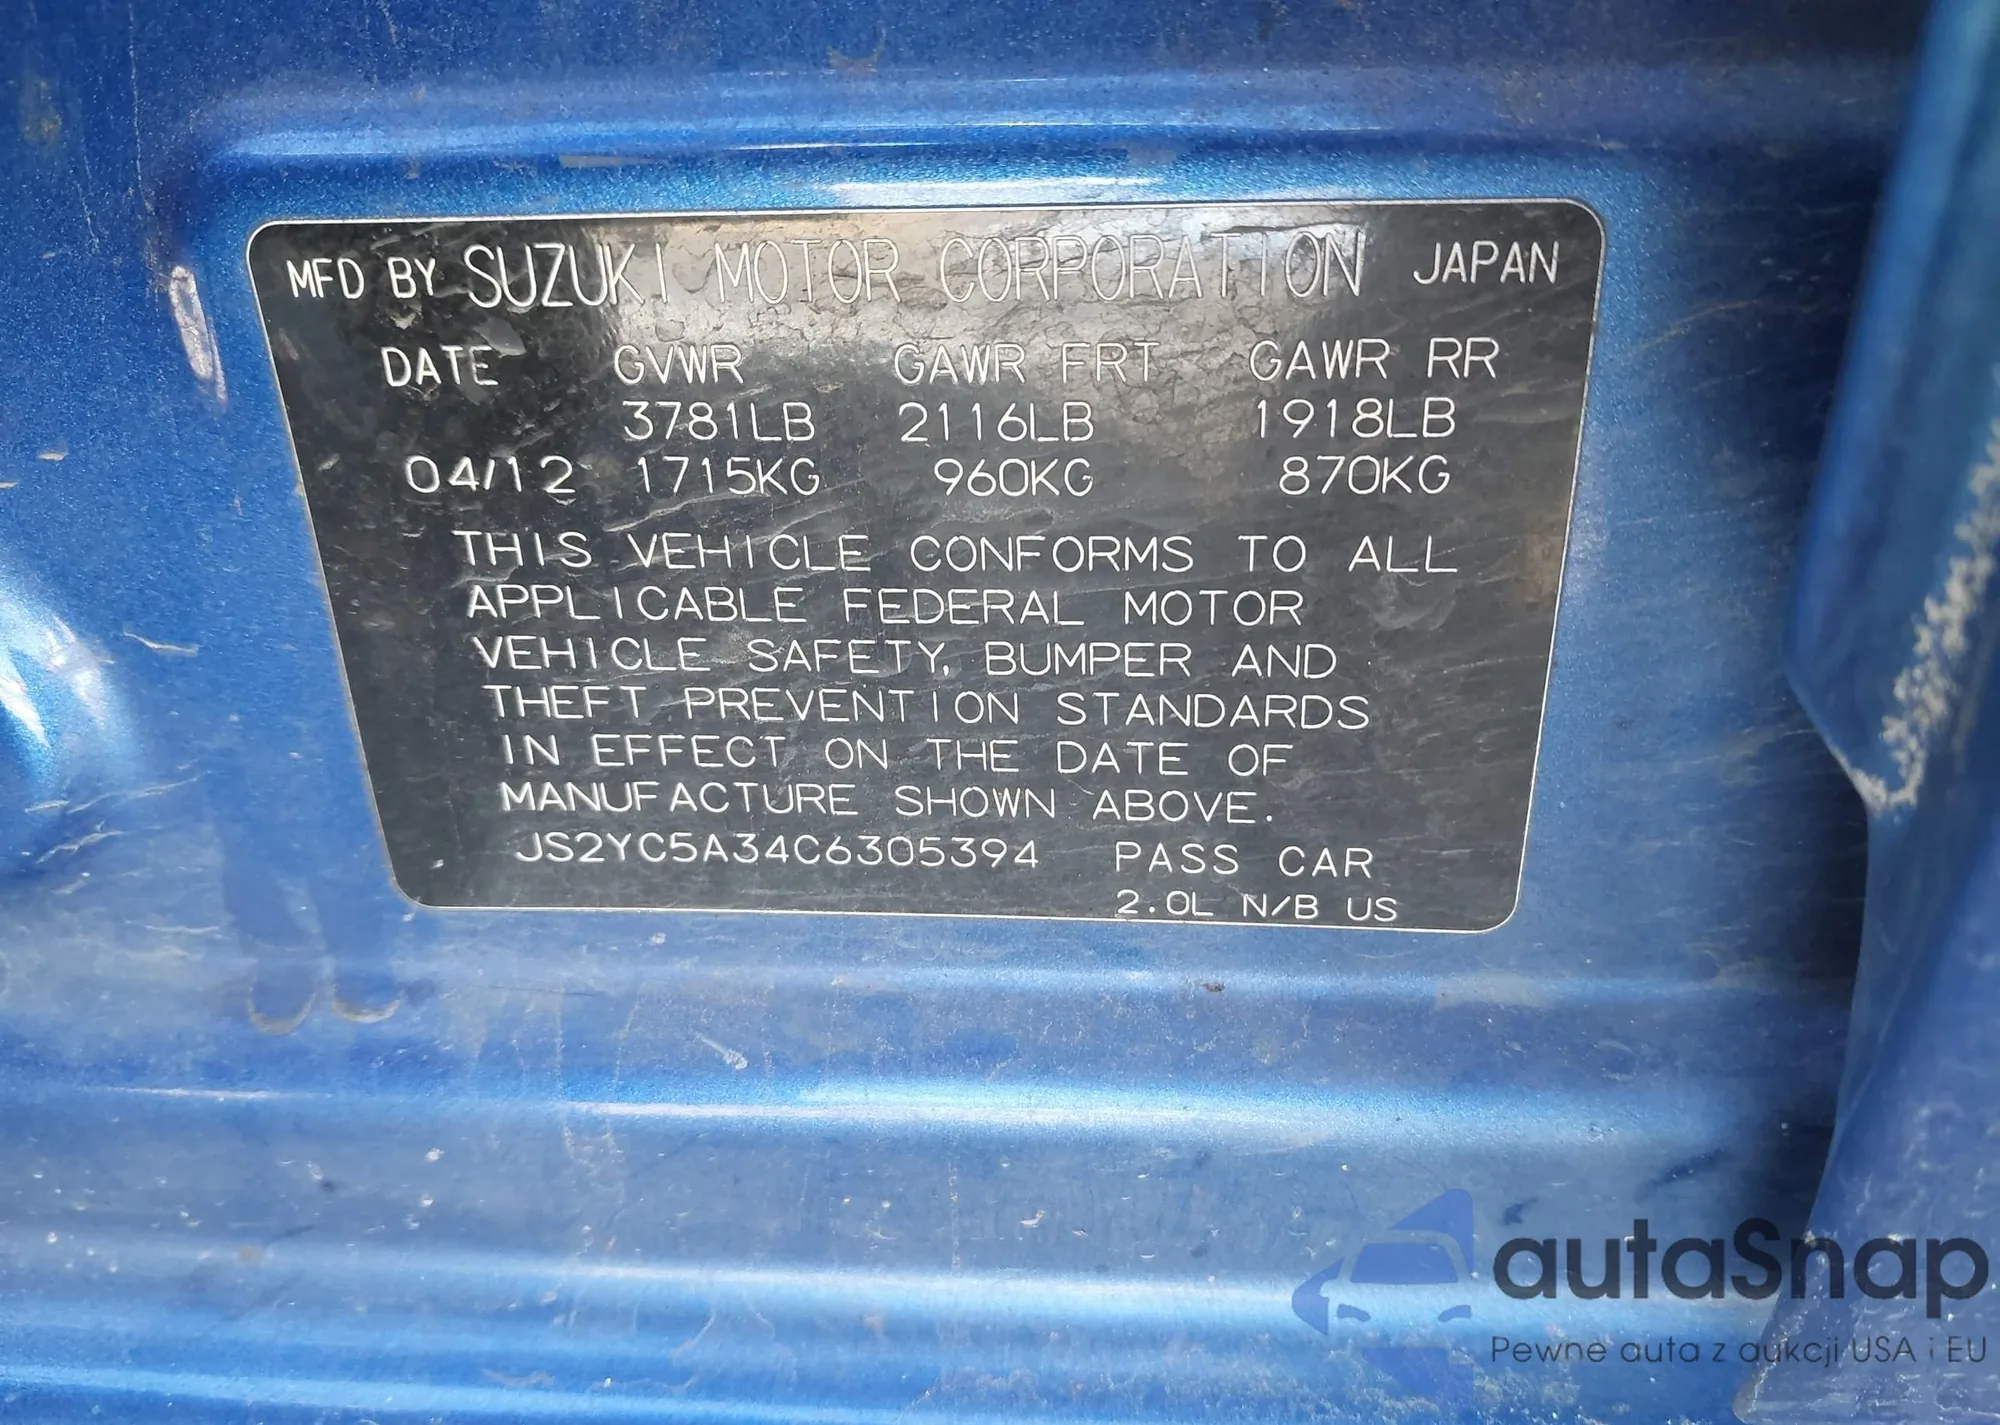 MFD BY SUZUKI MOTOR CORPORATION JAPAN
DATE GVWR GAWR FRT GAWR RR
3781LB 2116LB 1918LB
04/12 1715KG 960KG 870KG
THIS VEHICLE CONFORMS TO ALL
APPLICABLE FEDERAL MOTOR
VEHICLE SAFETY, BUMPER AND
THEFT PREVENTION STANDARDS
IN EFFECT ON THE DATE OF
MANUFACTURE SHOWN ABOVE.
JS2YC5A34C6305394 PASS CAR
2.0L N/B US
autaSnap
Pewne auta z aukcji USA i EU